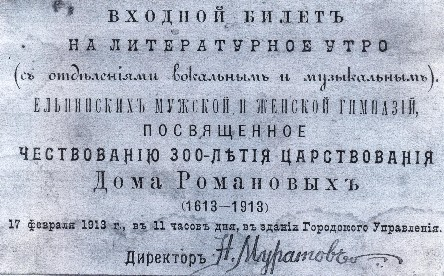 ВХОДНОЙ БИЛЕТЪ
НА ЛИТЕРАТУРНОЕ УТРО
(съ отдѣленіями вокальнымъ и музыкальнымъ),
ЕЛЬНИНСКИХЪ МУЖСКОЙ И ЖЕНСКОЙ ГИМНАЗІЙ,
ПОСВЯЩЕННОЕ
ЧЕСТВОВАНІЮ 300-ЛѢТІЯ ЦАРСТВОВАНІЯ
Дома Романовыхъ
(1613—1913)
17 февраля 1913 г., въ 11 часовъ дня, въ зданіи Городского Управленія.
Директоръ Н. Муратовъ